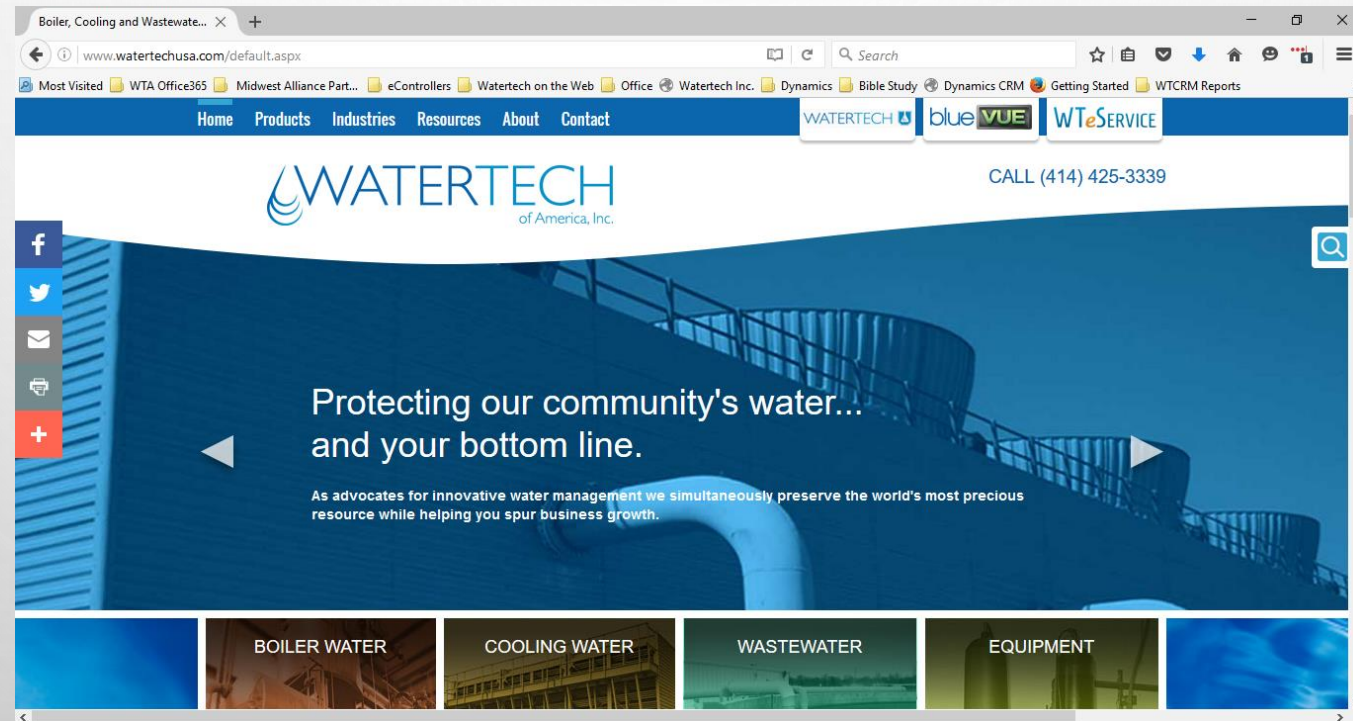 Boiler, Cooling and Wastewate...
www.watertechusa.com/default.aspx
Search
1
Most Visited WTA Office365 Midwest Alliance Part... eControllers Watertech on the Web Office Watertech Inc. Dynamics Bible Study Dynamics CRM Getting Started WTCRM Reports
Home Products Industries Resources About Contact
WATERTECH blue VUE WTeSERVICE
WATERTECH
of America, Inc.
CALL (414) 425-3339
Protecting our community's water...
and your bottom line.
As advocates for innovative water management we simultaneously preserve the world's most precious
resource while helping you spur business growth.
BOILER WATER COOLING WATER WASTEWATER EQUIPMENT